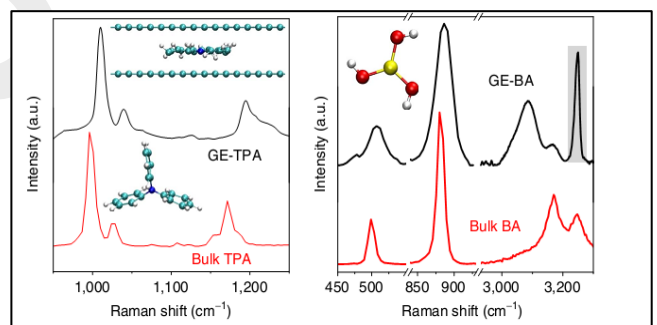 Intensity (a.u.)
GE-TPA
Bulk TPA
1,000 1,100 1,200
Raman shift (cm⁻¹)
Intensity (a.u.)
GE-BA
Bulk BA
450 500 850 900 3,000 3,200
Raman shift (cm⁻¹)